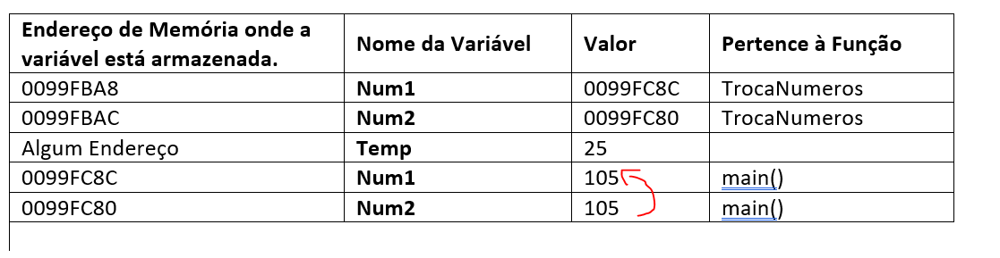 Endereço de Memória onde a variável está armazenada. Nome da Variável Valor Pertence à Função
0099FBA8 Num1 0099FC8C TrocaNumeros
0099FBAC Num2 0099FC80 TrocaNumeros
Algum Endereço Temp 25
0099FC8C Num1 105 main()
0099FC80 Num2 105 main()